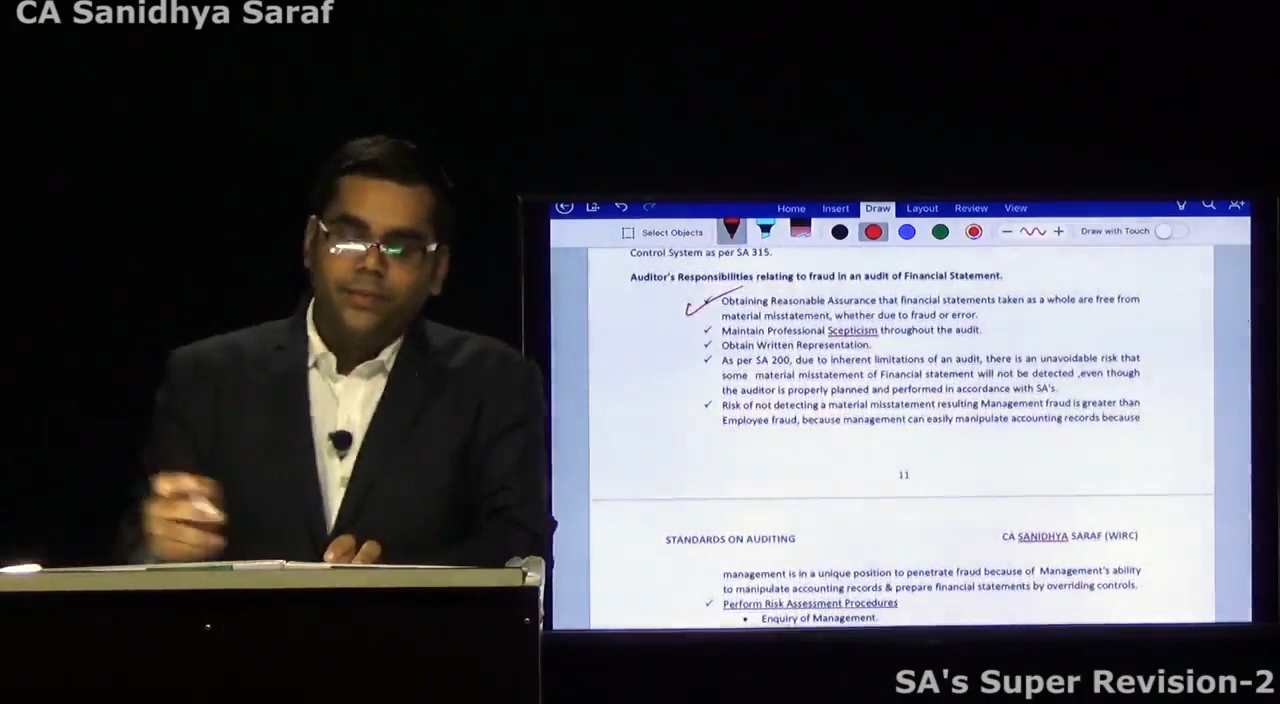 CA Sanidhya Saraf
Home Insert Draw Layout Review View
Select Objects
Draw with Touch
Control System as per SA 315.
Auditor's Responsibilities relating to fraud in an audit of Financial Statement.
✓ Obtaining Reasonable Assurance that financial statements taken as a whole are free from
material misstatement, whether due to fraud or error.
✓ Maintain Professional Scepticism throughout the audit.
✓ Obtain Written Representation.
✓ As per SA 200, due to inherent limitations of an audit, there is an unavoidable risk that
some material misstatement of Financial statement will not be detected ,even though
the auditor is properly planned and performed in accordance with SA's.
✓ Risk of not detecting a material misstatement resulting Management fraud is greater than
Employee fraud, because management can easily manipulate accounting records because
11
STANDARDS ON AUDITING CA SANIDHYA SARAF (WIRC)
management is in a unique position to penetrate fraud because of Management's ability
to manipulate accounting records & prepare financial statements by overriding controls.
✓ Perform Risk Assessment Procedures
• Enquiry of Management.
SA's Super Revision-2